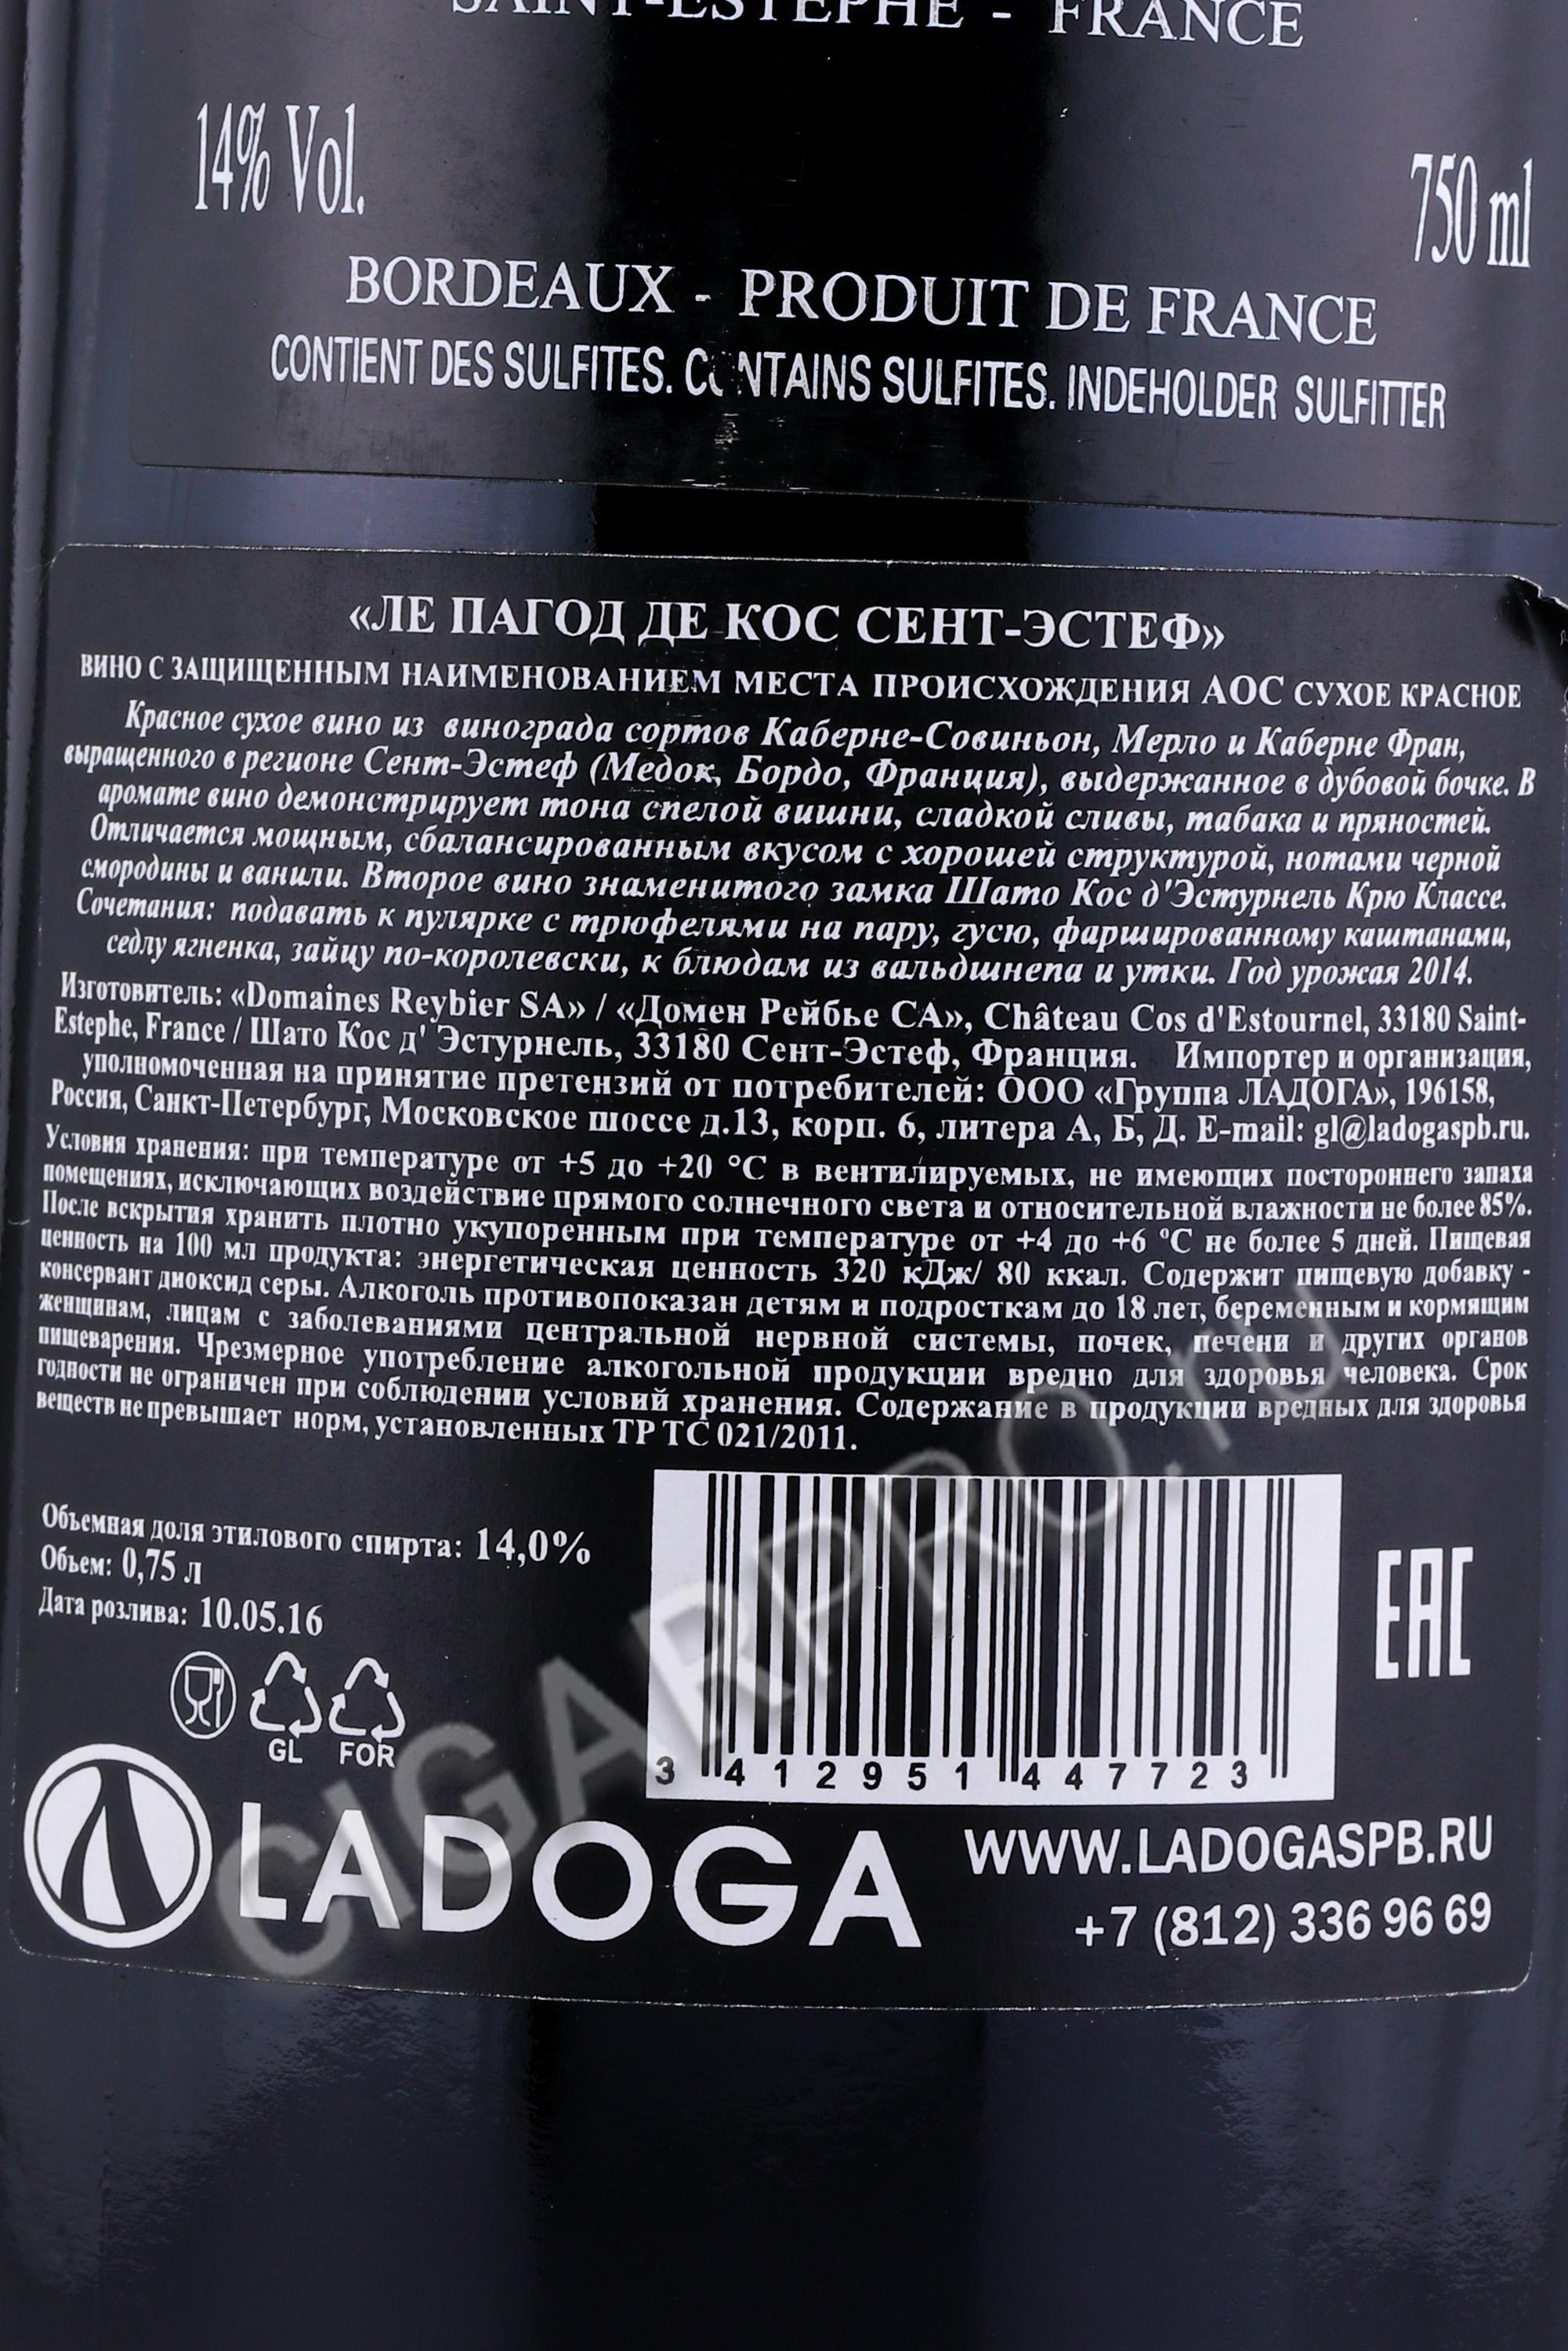 SAINT-ESTEPHE - FRANCE
14% Vol.
750 ml
BORDEAUX - PRODUIT DE FRANCE
CONTIENT DES SULFITES. CONTAINS SULFITES. INDEHOLDER SULFITTER
«ЛЕ ПАГОД ДЕ КОС СЕНТ-ЭСТЕФ»
ВИНО С ЗАЩИЩЕННЫМ НАИМЕНОВАНИЕМ МЕСТА ПРОИСХОЖДЕНИЯ АОС СУХОЕ КРАСНОЕ
Красное сухое вино из винограда сортов Каберне-Совиньон, Мерло и Каберне Фран,
выращенного в регионе Сент-Эстеф (Медок, Бордо, Франция), выдержанное в дубовой бочке. В
аромате вино демонстрирует тона спелой вишни, сладкой сливы, табака и пряностей.
Отличается мощным, сбалансированным вкусом с хорошей структурой, нотами черной
смородины и ванили. Второе вино знаменитого замка Шато Кос д'Эстурнель Крю Классе.
Сочетания: подавать к пулярке с трюфелями на пару, гусю, фаршированному каштанами,
седлу ягненка, зайцу по-королевски, к блюдам из вальдшнепа и утки. Год урожая 2014.
Изготовитель: «Domaines Reybier SA» / «Домен Рейбье СА», Château Cos d'Estournel, 33180 Saint-
Estephe, France / Шато Кос д' Эстурнель, 33180 Сент-Эстеф, Франция. Импортер и организация,
уполномоченная на принятие претензий от потребителей: ООО «Группа ЛАДОГА», 196158,
Россия, Санкт-Петербург, Московское шоссе д.13, корп. 6, литера А, Б, Д. E-mail: gl@ladogaspb.ru.
Условия хранения: при температуре от +5 до +20 °С в вентилируемых, не имеющих постороннего запаха
помещениях, исключающих воздействие прямого солнечного света и относительной влажности не более 85%.
После вскрытия хранить плотно укупоренным при температуре от +4 до +6 °С не более 5 дней. Пищевая
ценность на 100 мл продукта: энергетическая ценность 320 кДж/ 80 ккал. Содержит пищевую добавку -
консервант диоксид серы. Алкоголь противопоказан детям и подросткам до 18 лет, беременным и кормящим
женщинам, лицам с заболеваниями центральной нервной системы, почек, печени и других органов
пищеварения. Чрезмерное употребление алкогольной продукции вредно для здоровья человека. Срок
годности не ограничен при соблюдении условий хранения. Содержание в продукции вредных для здоровья
веществ не превышает норм, установленных ТР ТС 021/2011.
Объемная доля этилового спирта: 14,0%
Объем: 0,75 л
Дата розлива: 10.05.16
GL FOR
3 412951 447723
EAC
LADOGA
WWW.LADOGASPB.RU
+7 (812) 336 96 69
CIGARPRO.ru